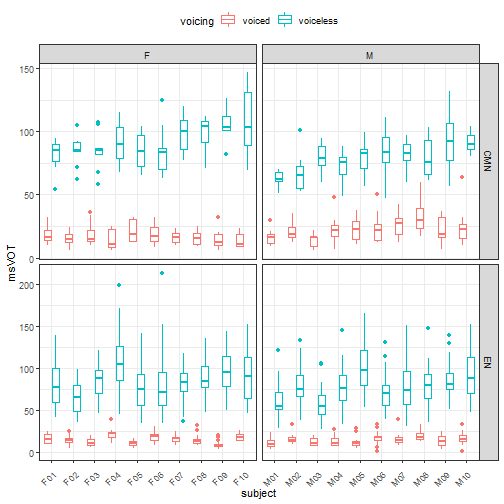 voicing voiced voiceless
F M
150
100
50
0
CMN
200
150
100
50
0
EN
msVOT
F01 F02 F03 F04 F05 F06 F07 F08 F09 F10 M01 M02 M03 M04 M05 M06 M07 M08 M09 M10
subject